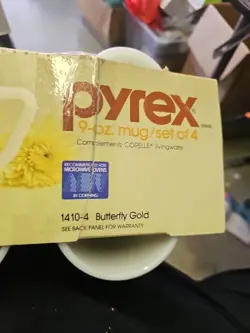 pyrex
9-oz. mug/set of 4
Complements CORELLE® livingware
RECOMMENDED FOR
MICROWAVE OVENS
BY CORNING
1410-4 Butterfly Gold
SEE BACK PANEL FOR WARRANTY